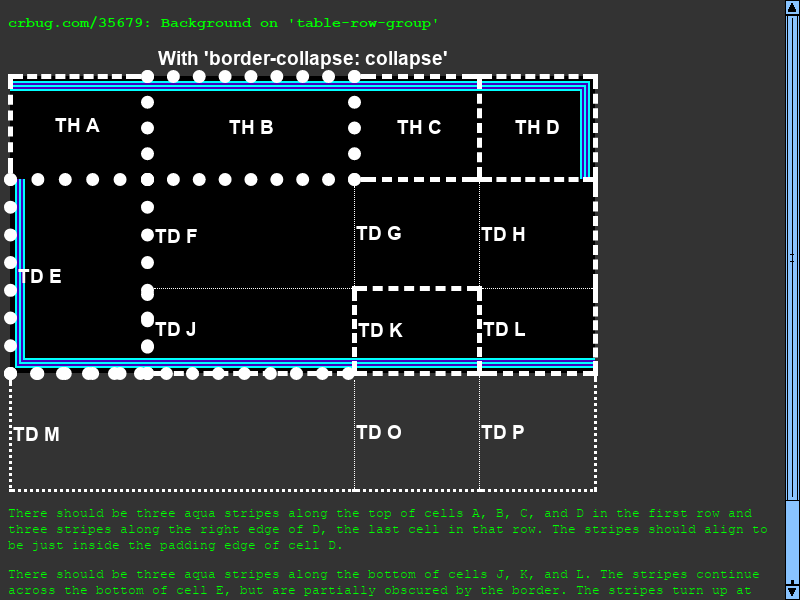 crbug.com/35679: Background on 'table-row-group'
With 'border-collapse: collapse'
TH A
TH B
TH C
TH D
TD F
TD G
TD H
TD E
TD J
TD K
TD L
TD M
TD O
TD P
There should be three aqua stripes along the top of cells A, B, C, and D in the first row and
three stripes along the right edge of D, the last cell in that row. The stripes should align to
be just inside the padding edge of cell D.
There should be three aqua stripes along the bottom of cells J, K, and L. The stripes continue
across the bottom of cell E, but are partially obscured by the border. The stripes turn up at